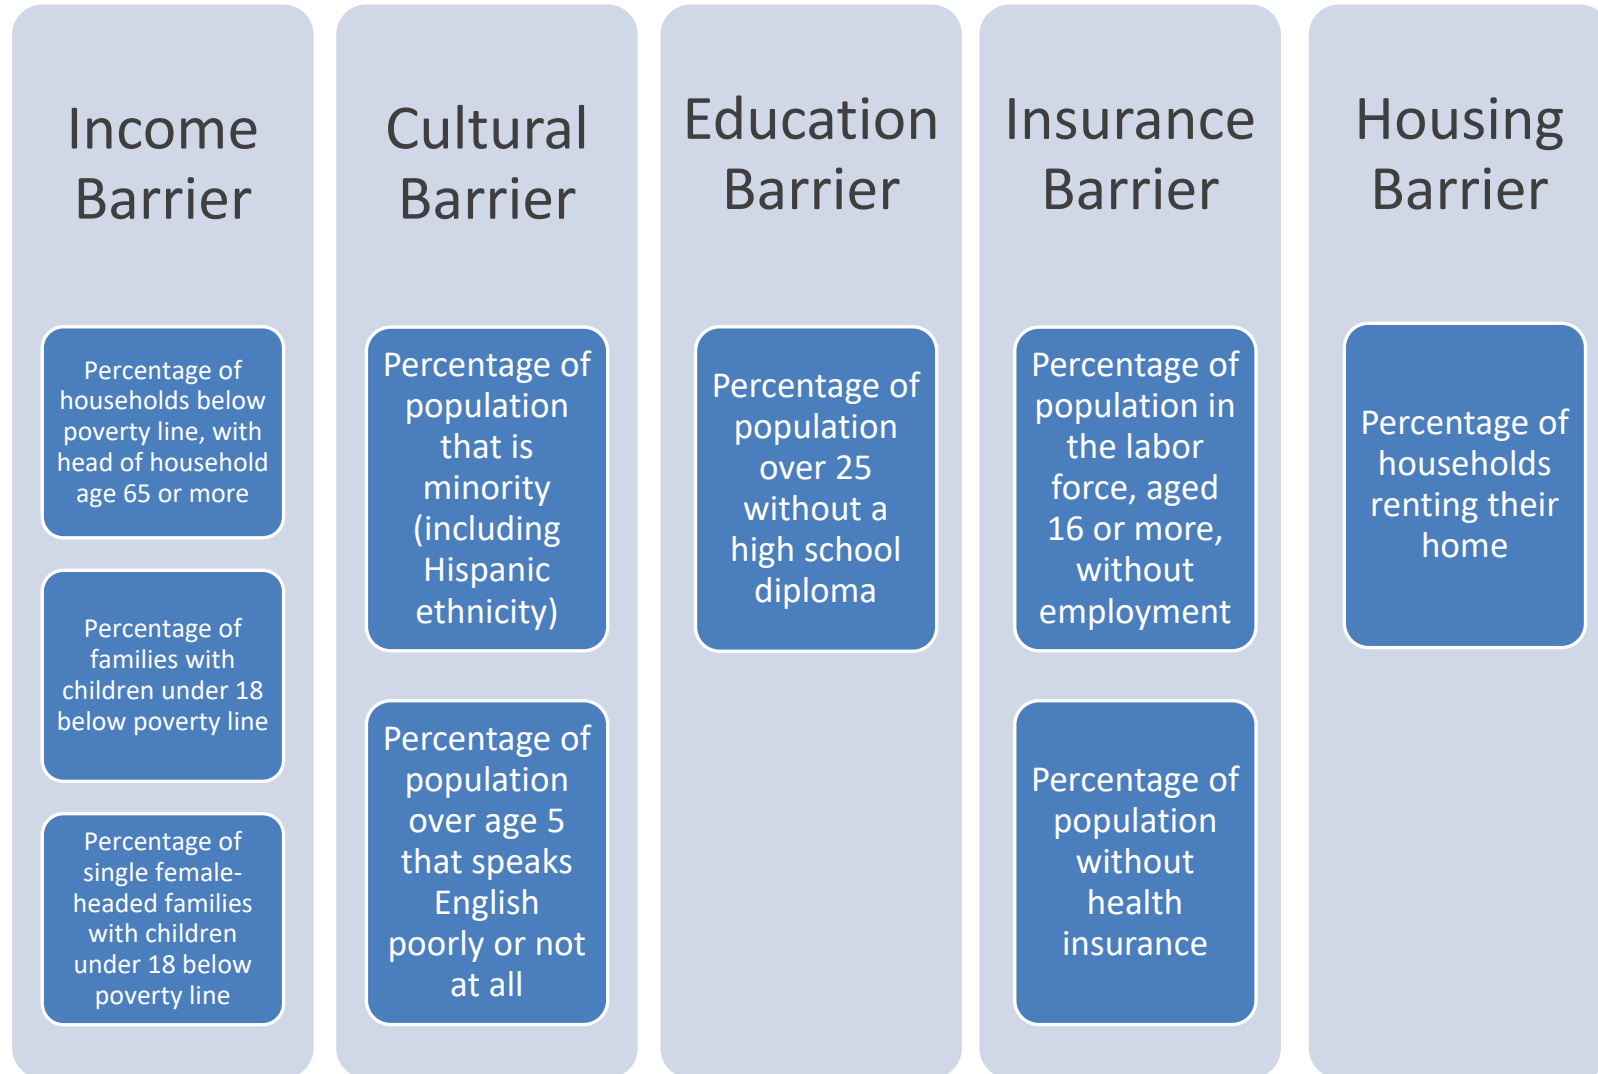 Income
Barrier
Percentage of
households below
poverty line, with
head of household
age 65 or more
Percentage of
families with
children under 18
below poverty line
Percentage of
single female-
headed families
with children
under 18 below
poverty line
Cultural
Barrier
Percentage of
population
that is
minority
(including
Hispanic
ethnicity)
Percentage of
population
over age 5
that speaks
English
poorly or not
at all
Education
Barrier
Percentage of
population
over 25
without a
high school
diploma
Insurance
Barrier
Percentage of
population in
the labor
force, aged
16 or more,
without
employment
Percentage of
population
without
health
insurance
Housing
Barrier
Percentage of
households
renting their
home